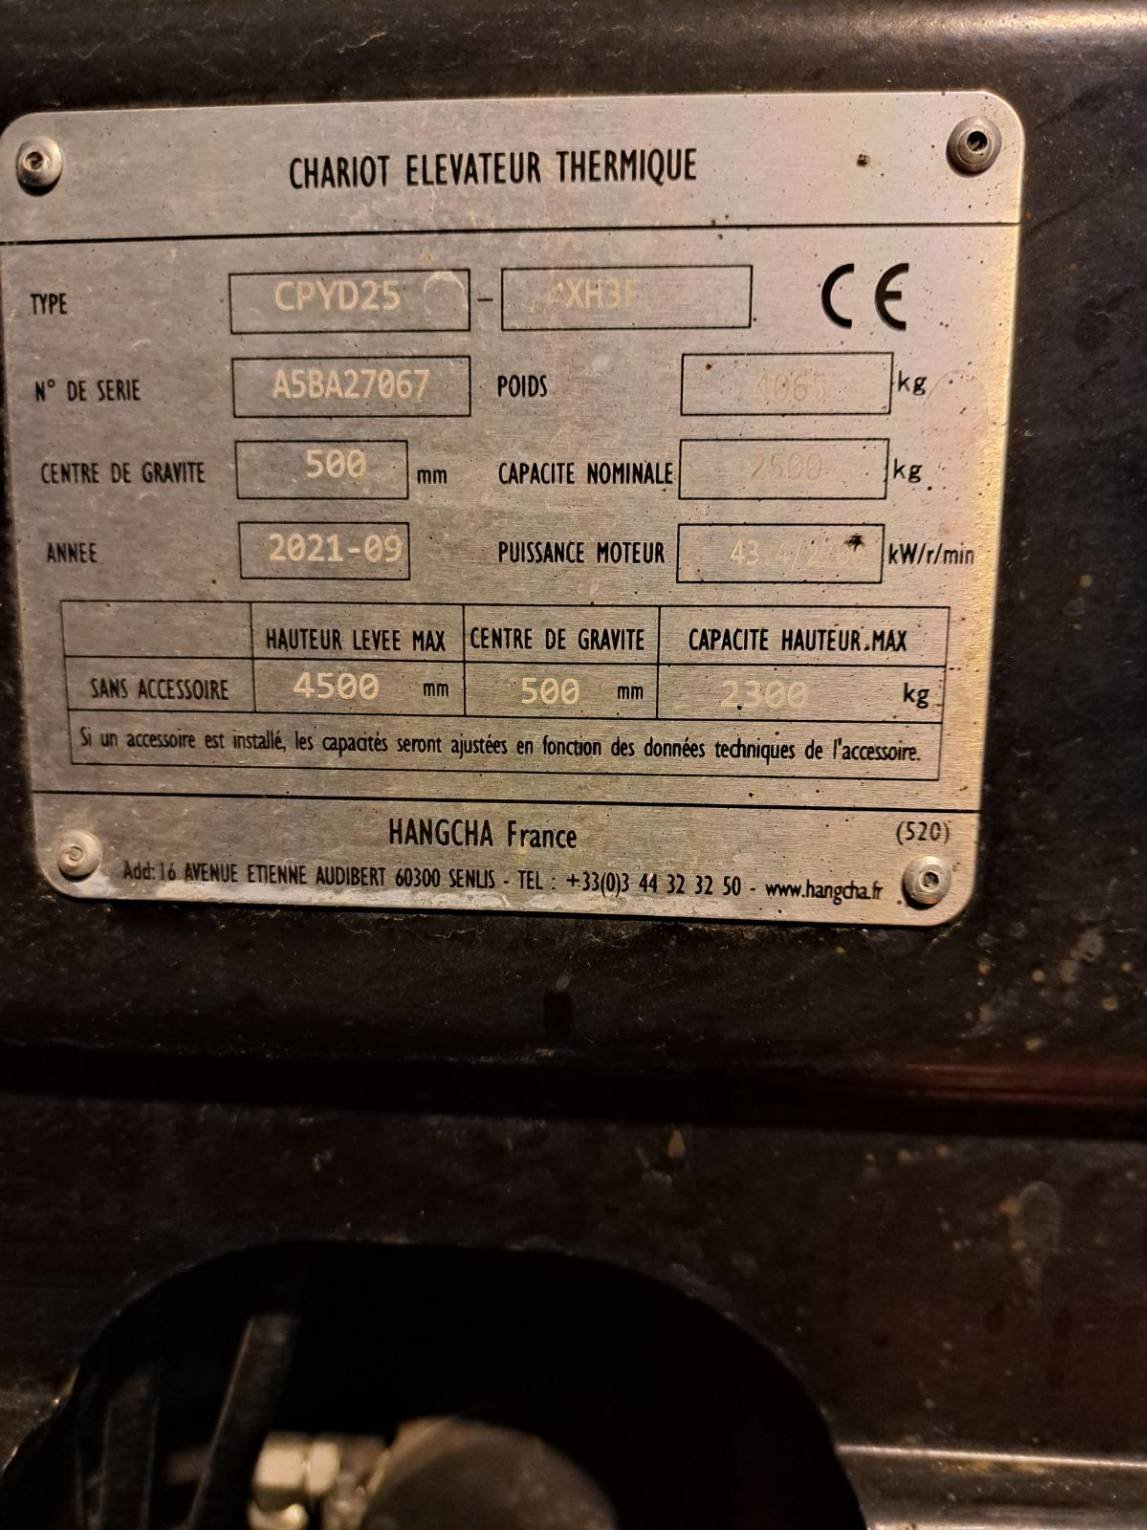 CHARIOT ELEVATEUR THERMIQUE
TYPE CPYD25 - XH3F CE
N° DE SERIE A5BA27067 POIDS kg
CENTRE DE GRAVITE 500 mm CAPACITE NOMINALE 2500 kg
ANNEE 2021-09 PUISSANCE MOTEUR kW/r/min
HAUTEUR LEVEE MAX CENTRE DE GRAVITE CAPACITE HAUTEUR MAX
SANS ACCESSOIRE 4500 mm 500 mm 2300 kg
Si un accessoire est installé, les capacités seront ajustées en fonction des données techniques de l'accessoire.
HANGCHA France (520)
Add: 16 AVENUE ETIENNE AUDIBERT 60300 SENLIS - TEL : +33(0)3 44 32 32 50 - www.hangcha.fr